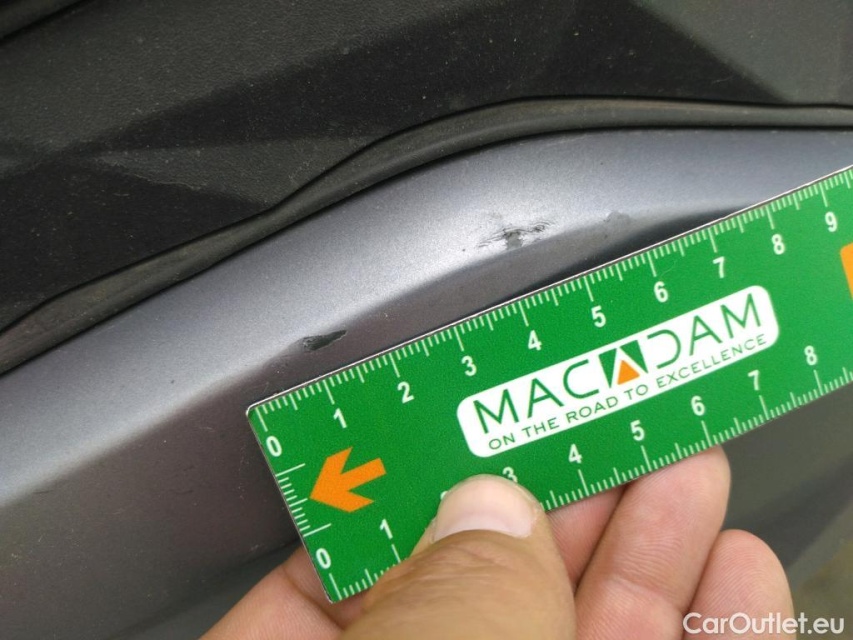 0 1 2 3 4 5 6 7 8 9
MACADAM
ON THE ROAD TO EXCELLENCE
0 1 3 4 5 6 7 8
CarOutlet.eu